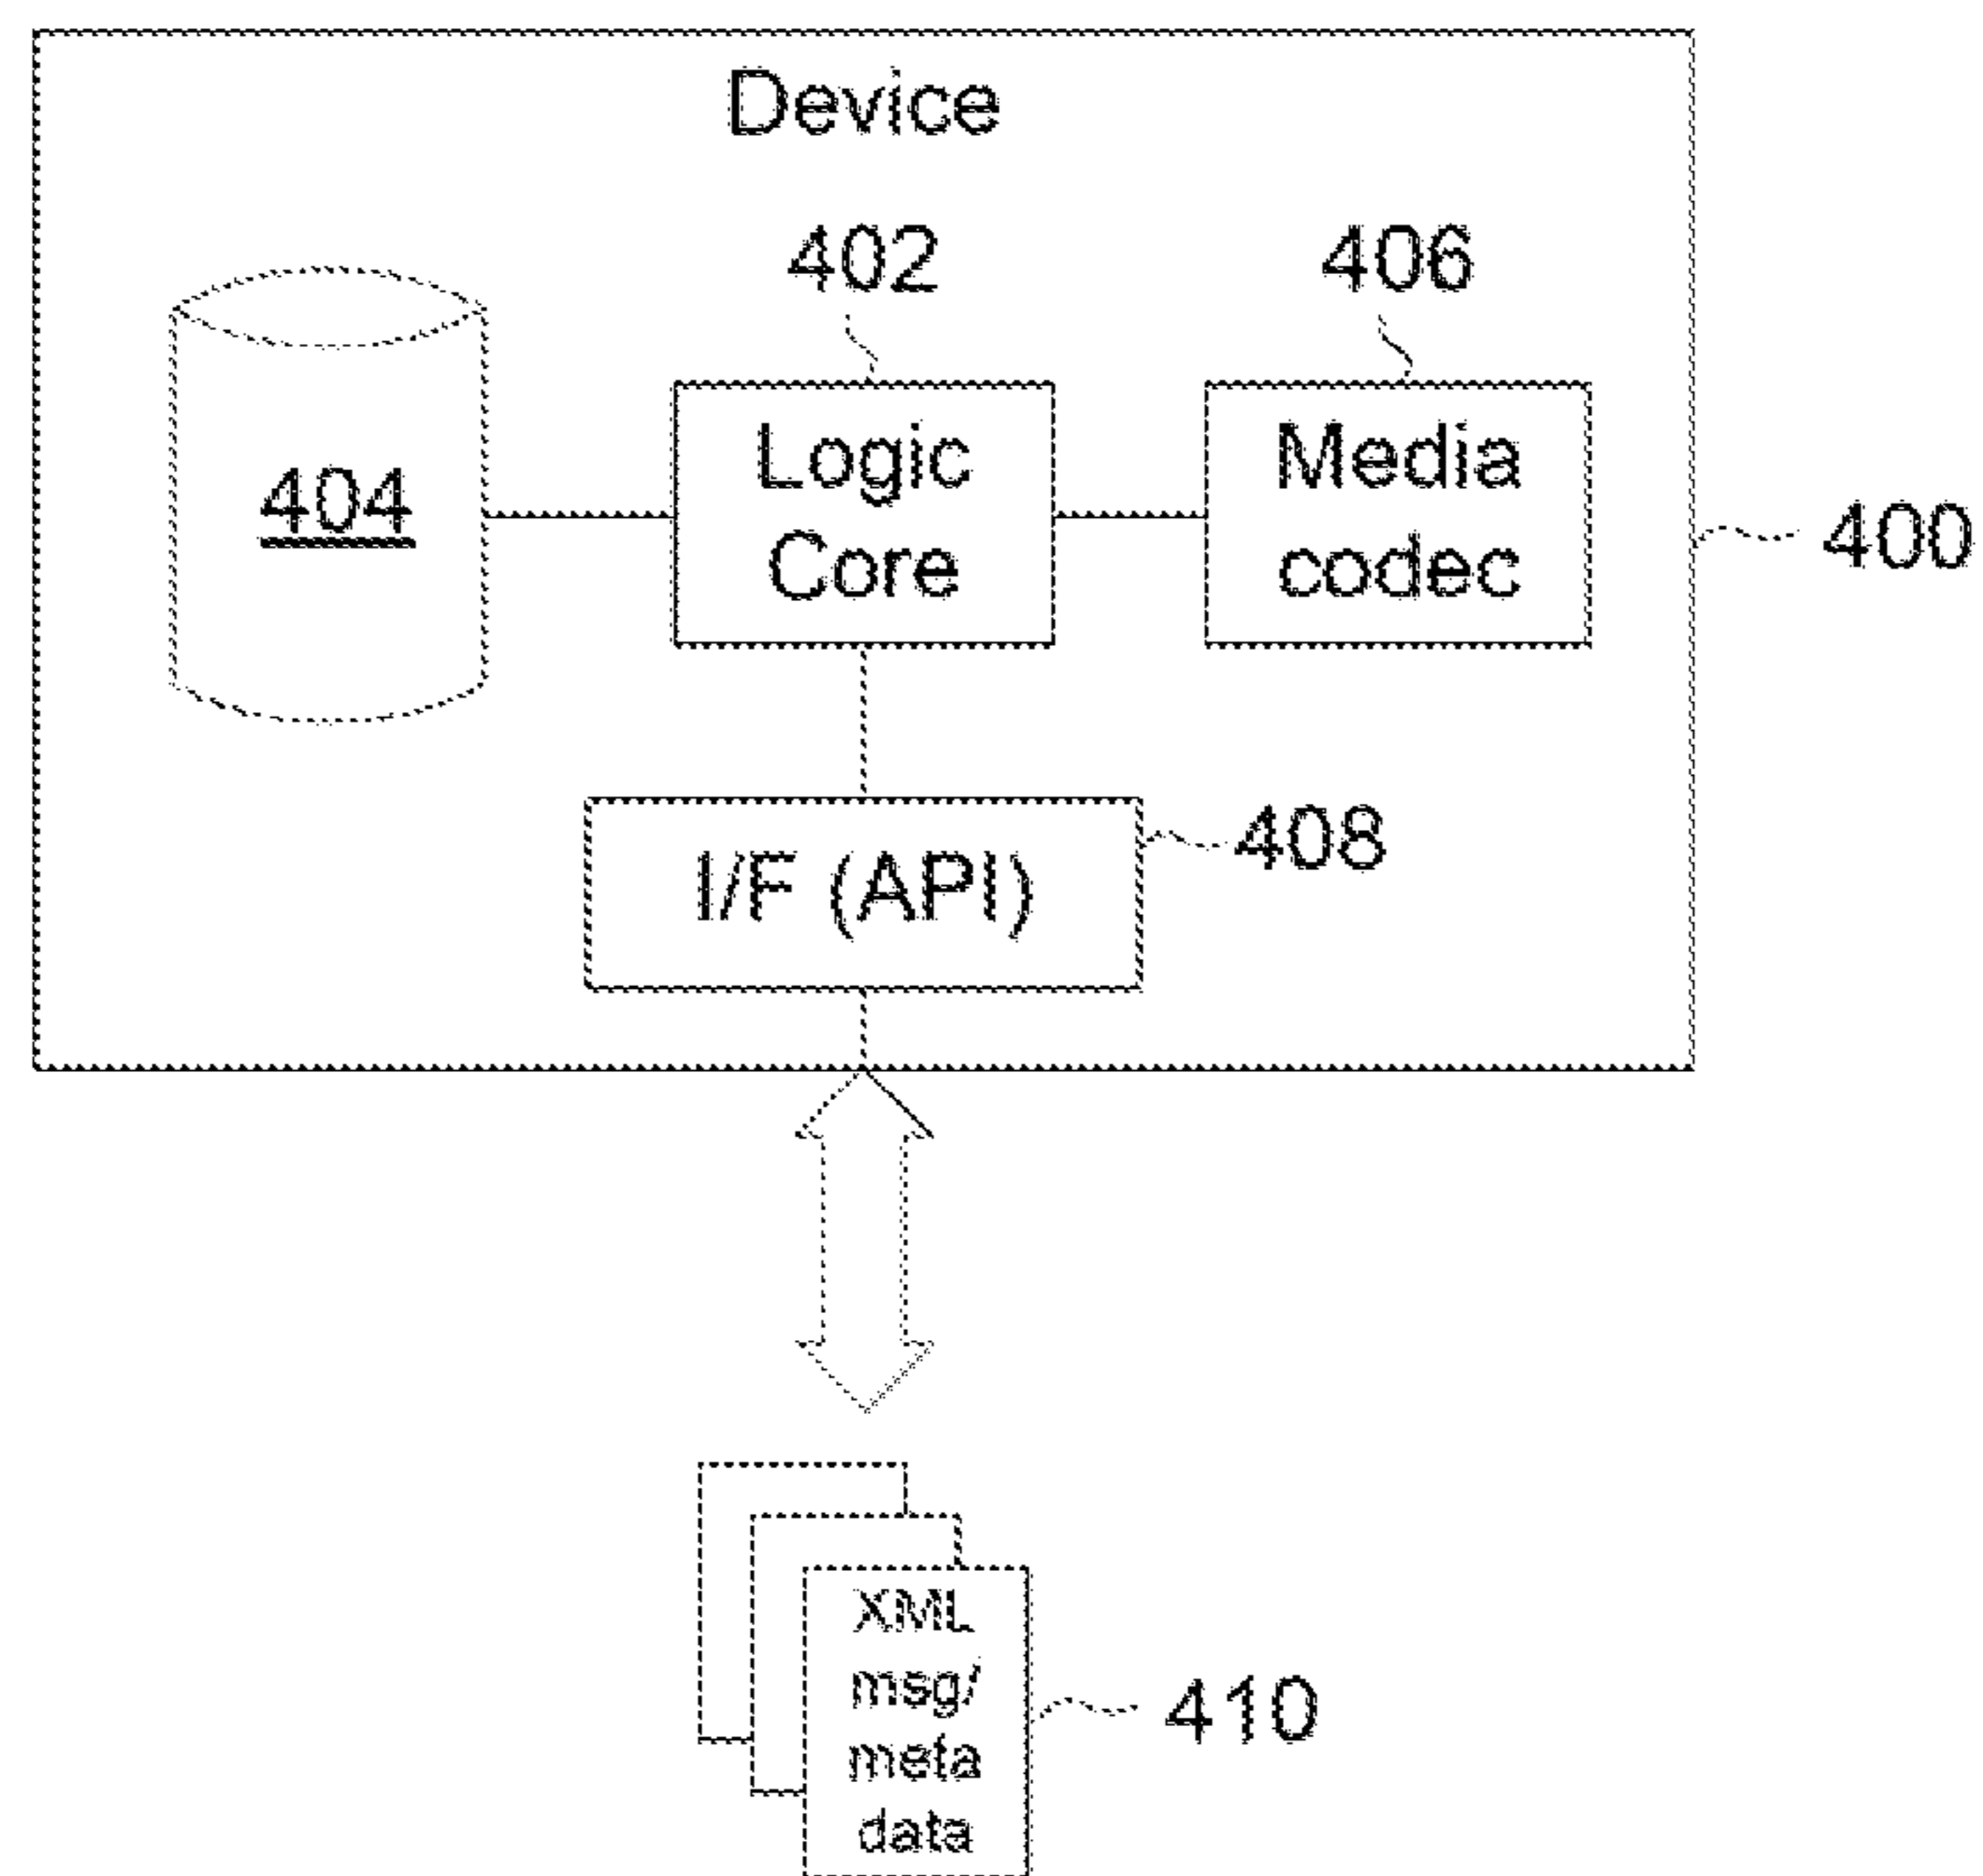 Device
402
406
404
Logic
Core
Media
codec
400
408
I/F (API)
XML
msg/
meta
data
410